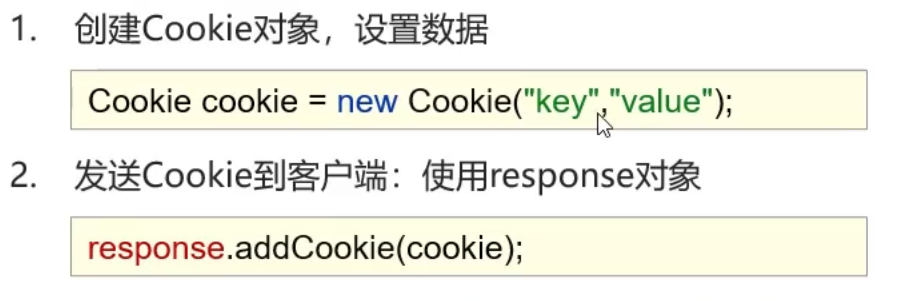 1. 创建Cookie对象，设置数据
Cookie cookie = new Cookie("key","value");
2. 发送Cookie到客户端：使用response对象
response.addCookie(cookie);